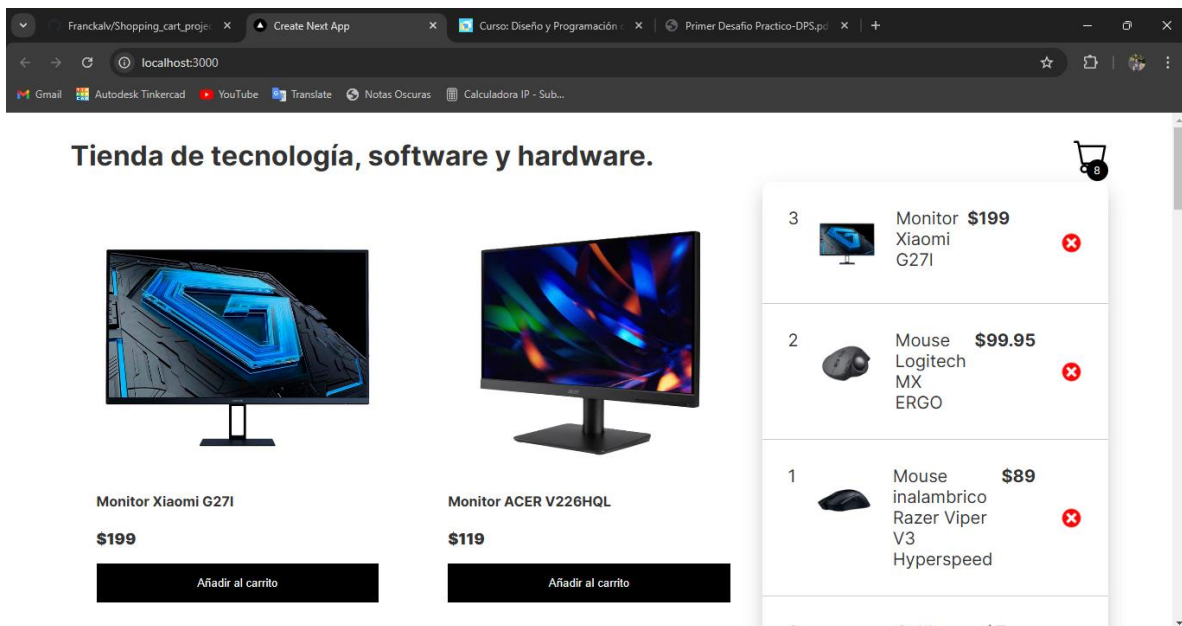 Franckalv/Shopping_cart_projec
Create Next App
Curso: Diseño y Programación
Primer Desafio Practico-DPS.pd
localhost:3000
Gmail
Autodesk Tinkercad
YouTube
Translate
Notas Oscuras
Calculadora IP - Sub...
Tienda de tecnología, software y hardware.
8
Monitor Xiaomi G27I
$199
Añadir al carrito
Monitor ACER V226HQL
$119
Añadir al carrito
3
Monitor
Xiaomi
G27I
$199
2
Mouse
Logitech
MX
ERGO
$99.95
1
Mouse
inalambrico
Razer Viper
V3
Hyperspeed
$89